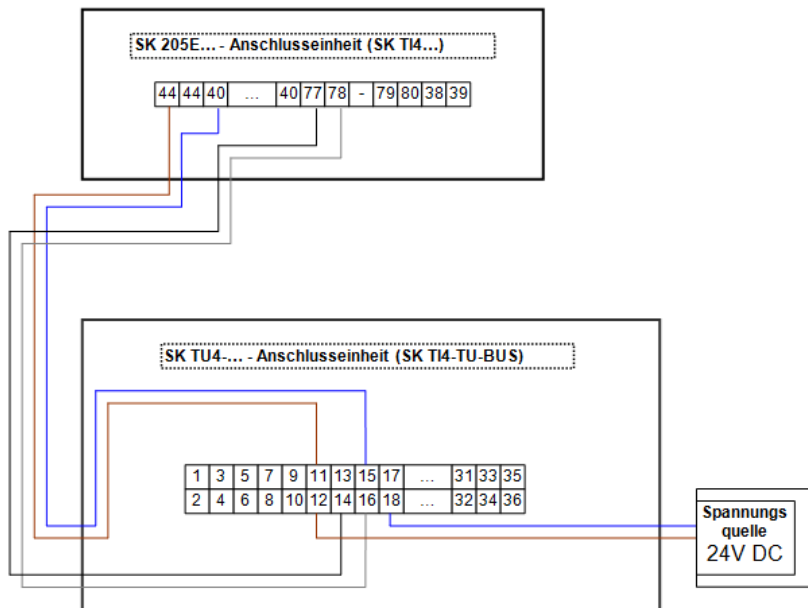 SK 205E... - Anschlusseinheit (SK TI4...)
44 44 40 ... 40 77 78 - 79 80 38 39
SK TU4-... - Anschlusseinheit (SK TI4-TU-BUS)
1 3 5 7 9 11 13 15 17 ... 31 33 35
2 4 6 8 10 12 14 16 18 ... 32 34 36
Spannungs
quelle
24V DC